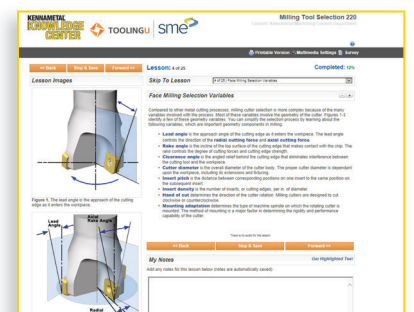 KENNAMETAL
KNOWLEDGE
CENTER
TOOLINGU
sme
Milling Tool Selection 220
Printable Version
Multimedia Settings
Survey
<< Back
Stop & Save
Forward >>
Lesson: 4 of 25
Completed: 12%
Lesson Images
Skip To Lesson
4 of 25 | Face Milling Selection Variables
Face Milling Selection Variables
Compared to other metal cutting processes, milling cutter selection is more complex because of the many
variables involved with the process. Most of these variables involve the geometry of the cutter. Figures 1-3
identify a few of these geometry variables. You can simplify the selection process by learning about the
following variables, which are important geometry components in milling:
• Lead angle is the approach angle of the cutting edge as it enters the workpiece. The lead angle
controls the direction of the radial cutting force and axial cutting force.
• Rake angle is the incline of the top surface of the cutting edge that makes contact with the chip. The
rake controls the degree of cutting forces and cutting edge strength.
• Clearance angle is the angled relief behind the cutting edge that eliminates interference between
the cutting tool and the workpiece.
• Cutter diameter is the overall diameter of the cutter body. The proper cutter diameter is dependent
upon the workpiece, including its extensions and fixturing.
• Insert pitch is the distance between corresponding positions on one insert to the same position on
the subsequent insert.
• Insert density is the number of inserts, or cutting edges, per in. of diameter.
• Hand of cut determines the direction of the cutter rotation. Milling cutters are designed to cut
clockwise or counterclockwise.
• Mounting adaptation determines the type of machine spindle on which the rotating cutter is
mounted. The method of mounting is a major factor in determining the rigidity and performance
capability of the cutter.
Figure 1. The lead angle is the approach of the cutting
edge as it enters the workpiece.
Lead
Angle
Axial
Rake Angle
Radial
There is no audio for this lesson.
<< Back
Stop & Save
Forward >>
My Notes
Get Highlighted Text
Add any notes for this lesson below (notes are automatically saved)